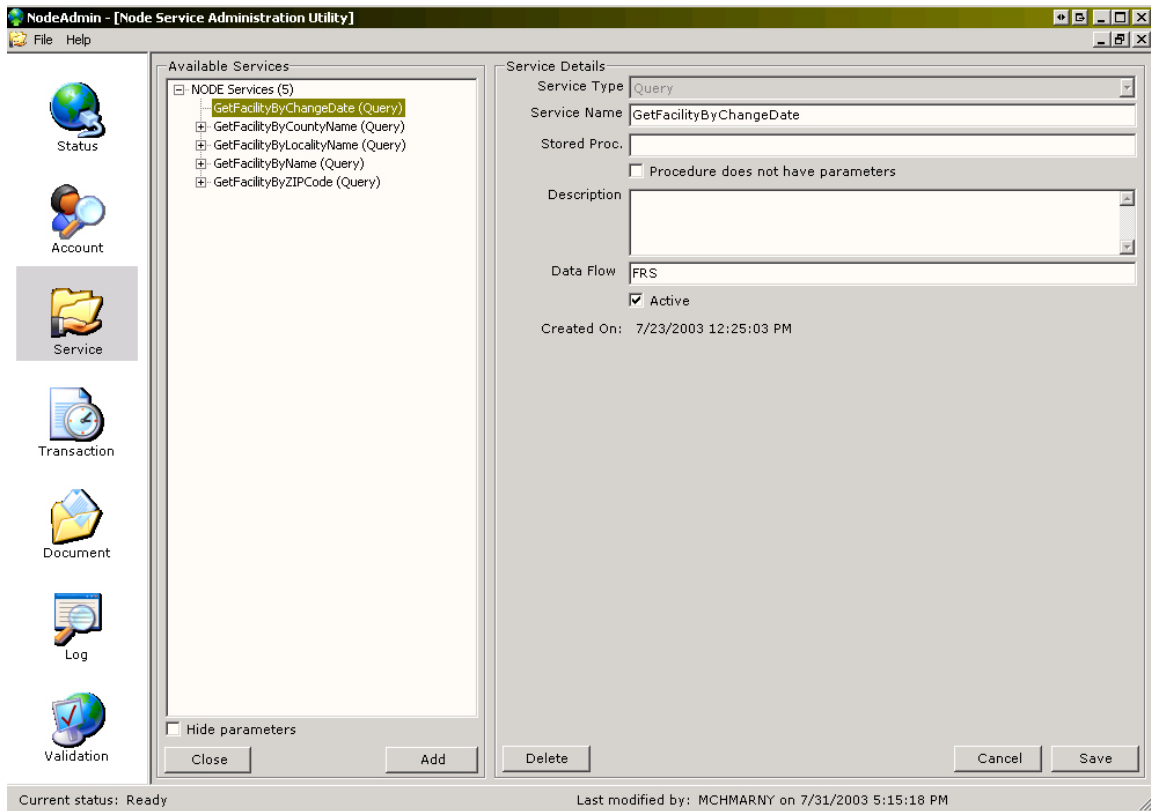 NodeAdmin - [Node Service Administration Utility]
File Help
Status
Account
Service
Transaction
Document
Log
Validation
Available Services
NODE Services (5)
GetFacilityByChangeDate (Query)
GetFacilityByCountyName (Query)
GetFacilityByLocalityName (Query)
GetFacilityByName (Query)
GetFacilityByZIPCode (Query)
Hide parameters
Close Add
Service Details
Service Type Query
Service Name GetFacilityByChangeDate
Stored Proc.
Procedure does not have parameters
Description
Data Flow FRS
Active
Created On: 7/23/2003 12:25:03 PM
Delete Cancel Save
Current status: Ready Last modified by: MCHMARNY on 7/31/2003 5:15:18 PM